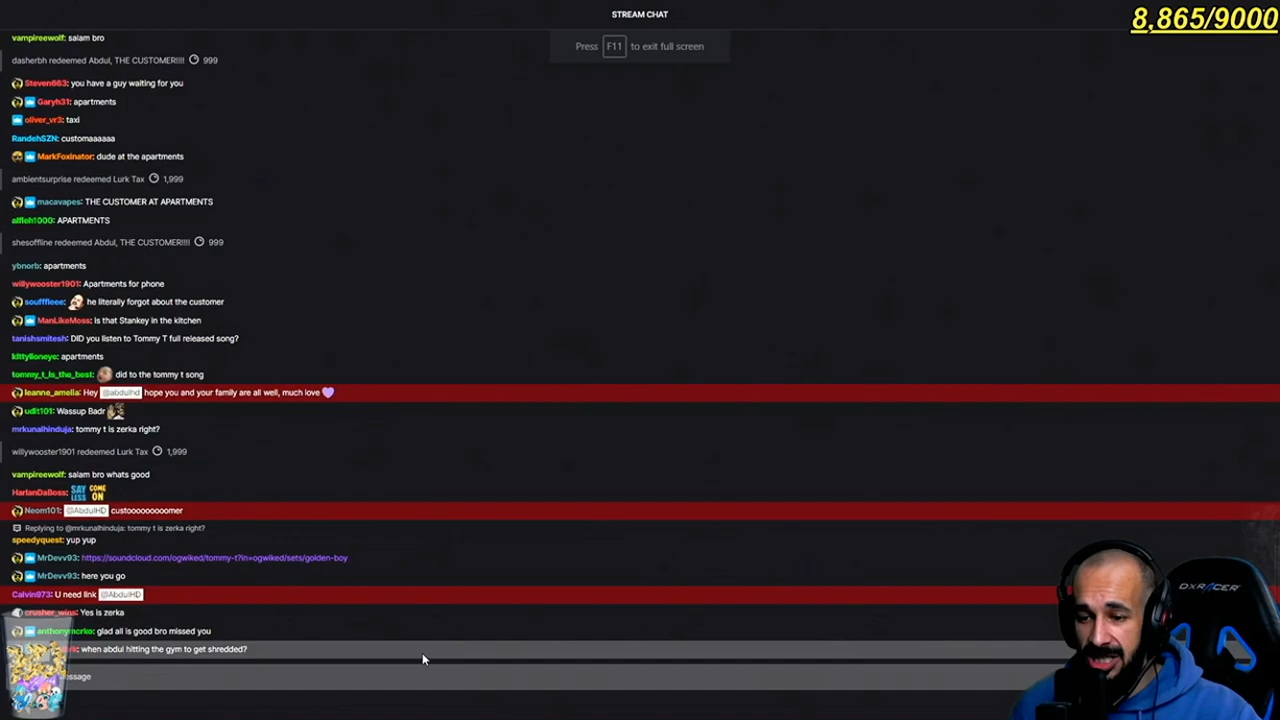 STREAM CHAT
8,865/9000
Press F11 to exit full screen
vampireewolf: salam bro
dasherbh redeemed Abdul, THE CUSTOMER!!!! 999
Steven663: you have a guy waiting for you
Garyh31: apartments
oliver_vr3: taxi
RandehSZN: customaaaaaa
MarkFoxinator: dude at the apartments
ambientsurprise redeemed Lurk Tax 1,999
macavapes: THE CUSTOMER AT APARTMENTS
alfieh1000: APARTMENTS
shesoffline redeemed Abdul, THE CUSTOMER!!!! 999
ybnorb: apartments
willywooster1901: Apartments for phone
soufffleee: he literally forgot about the customer
ManLikeMoss: is that Stankey in the kitchen
tanishsmitesh: DID you listen to Tommy T full released song?
kittylioneye: apartments
tommy_t_is_the_best: did to the tommy t song
leanne_amelia: Hey @abdulhd hope you and your family are all well, much love
udit101: Wassup Badr
mrkunalhinduja: tommy t is zerka right?
willywooster1901 redeemed Lurk Tax 1,999
vampireewolf: salam bro whats good
HarlanDaBoss: SAY LESS COME ON
Neom101: @AbdulHD custooooooomer
Replying to @mrkunalhinduja: tommy t is zerka right?
speedyquest: yup yup
MrDevv93: https://soundcloud.com/ogwiked/tommy-t?in=ogwiked/sets/golden-boy
MrDevv93: here you go
Calvin973: U need link @AbdulHD
crusher_wins: Yes is zerka
anthonymcrko: glad all is good bro missed you
when abdul hitting the gym to get shredded?
DXRACER